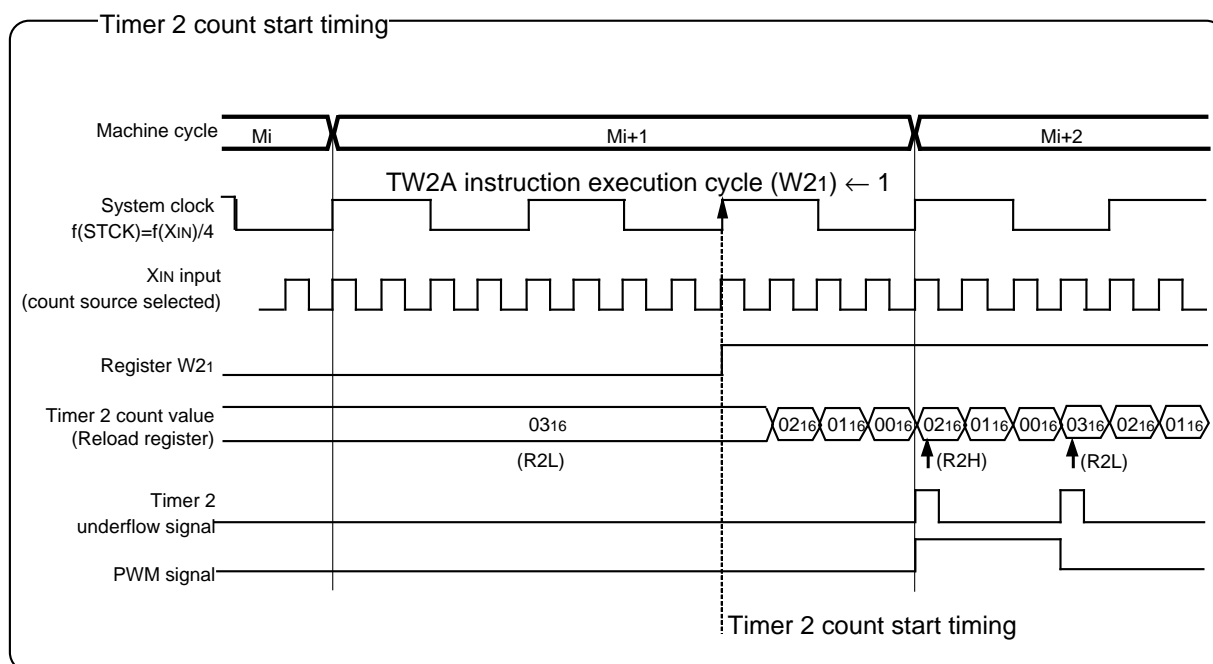 Timer 2 count start timing
Machine cycle
Mi
Mi+1
Mi+2
TW2A instruction execution cycle (W21) ← 1
System clock
f(STCK)=f(XIN)/4
XIN input
(count source selected)
Register W21
Timer 2 count value
(Reload register)
0316 0216 0116 0016 0216 0116 0016 0316 0216 0116
(R2L) (R2H) (R2L)
Timer 2
underflow signal
PWM signal
Timer 2 count start timing